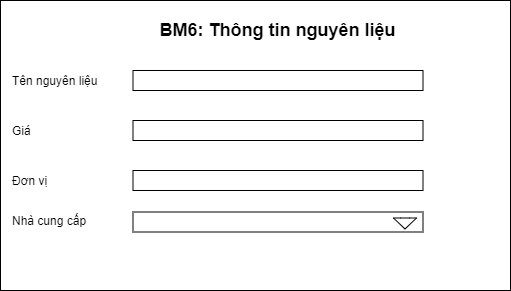 BM6: Thông tin nguyên liệu
Tên nguyên liệu
Giá
Đơn vị
Nhà cung cấp